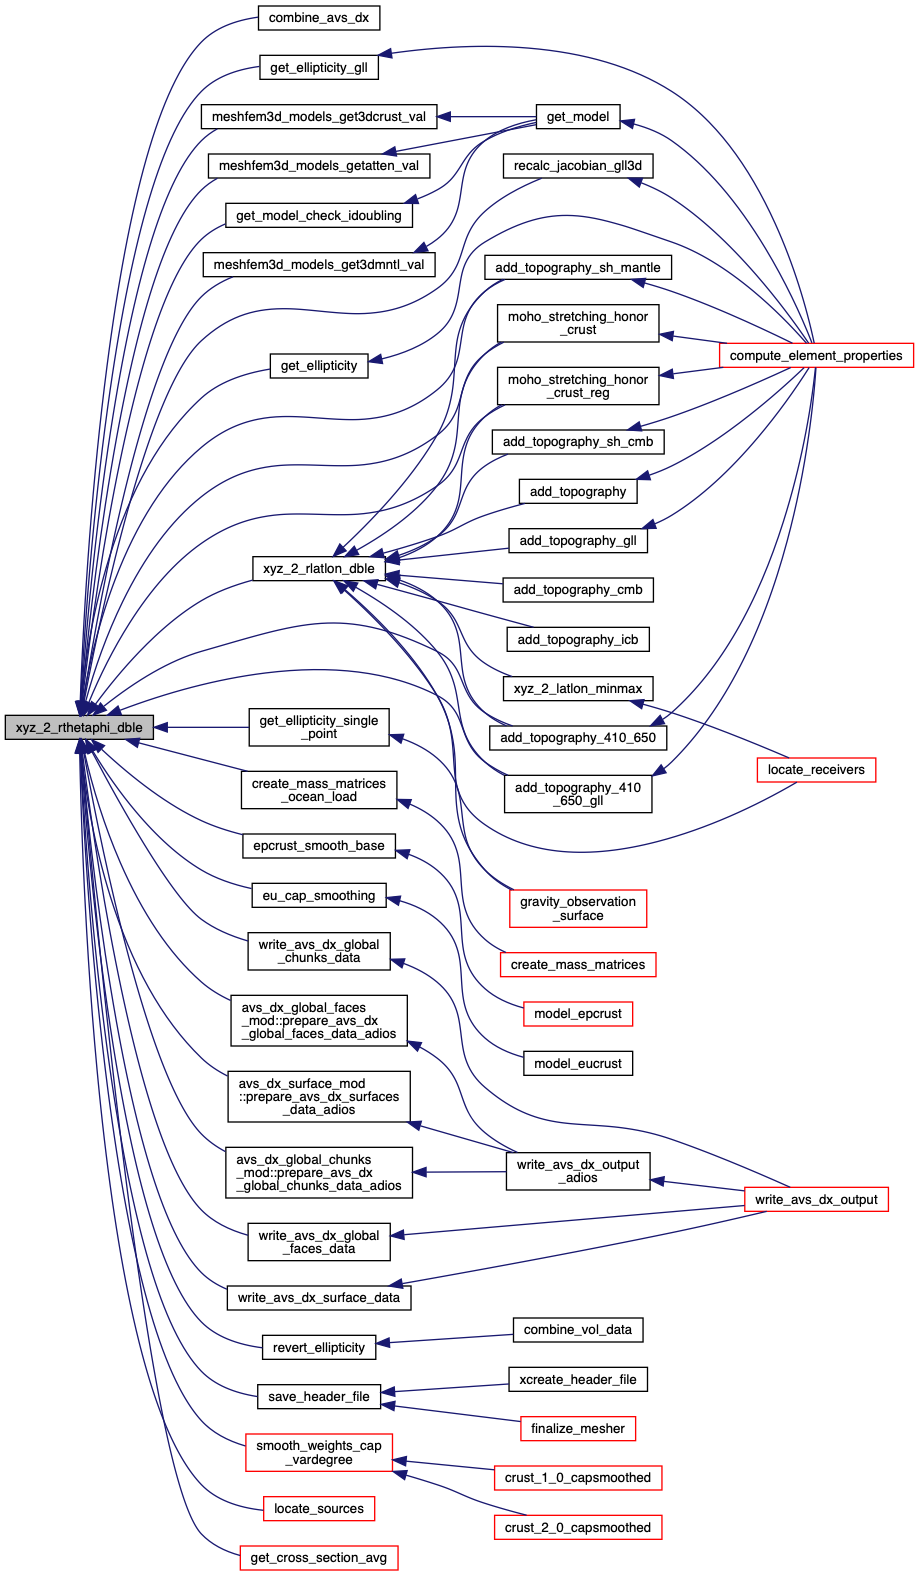 combine_avs_dx
get_ellipticity_gll
meshfem3d_models_get3dcrust_val
get_model
meshfem3d_models_getatten_val
recalc_jacobian_gll3d
get_model_check_idoubling
meshfem3d_models_get3dmntl_val
add_topography_sh_mantle
moho_stretching_honor
_crust
compute_element_properties
get_ellipticity
moho_stretching_honor
_crust_reg
add_topography_sh_cmb
add_topography
add_topography_gll
xyz_2_rlatlon_dble
add_topography_cmb
add_topography_icb
xyz_2_latlon_minmax
xyz_2_rthetaphi_dble
get_ellipticity_single
_point
add_topography_410_650
locate_receivers
create_mass_matrices
_ocean_load
add_topography_410
_650_gll
epcrust_smooth_base
eu_cap_smoothing
gravity_observation
_surface
write_avs_dx_global
_chunks_data
create_mass_matrices
avs_dx_global_faces
_mod::prepare_avs_dx
_global_faces_data_adios
model_epcrust
model_eucrust
avs_dx_surface_mod
::prepare_avs_dx_surfaces
_data_adios
avs_dx_global_chunks
_mod::prepare_avs_dx
_global_chunks_data_adios
write_avs_dx_output
_adios
write_avs_dx_output
write_avs_dx_global
_faces_data
write_avs_dx_surface_data
revert_ellipticity
combine_vol_data
save_header_file
xcreate_header_file
finalize_mesher
smooth_weights_cap
_vardegree
crust_1_0_capsmoothed
locate_sources
crust_2_0_capsmoothed
get_cross_section_avg